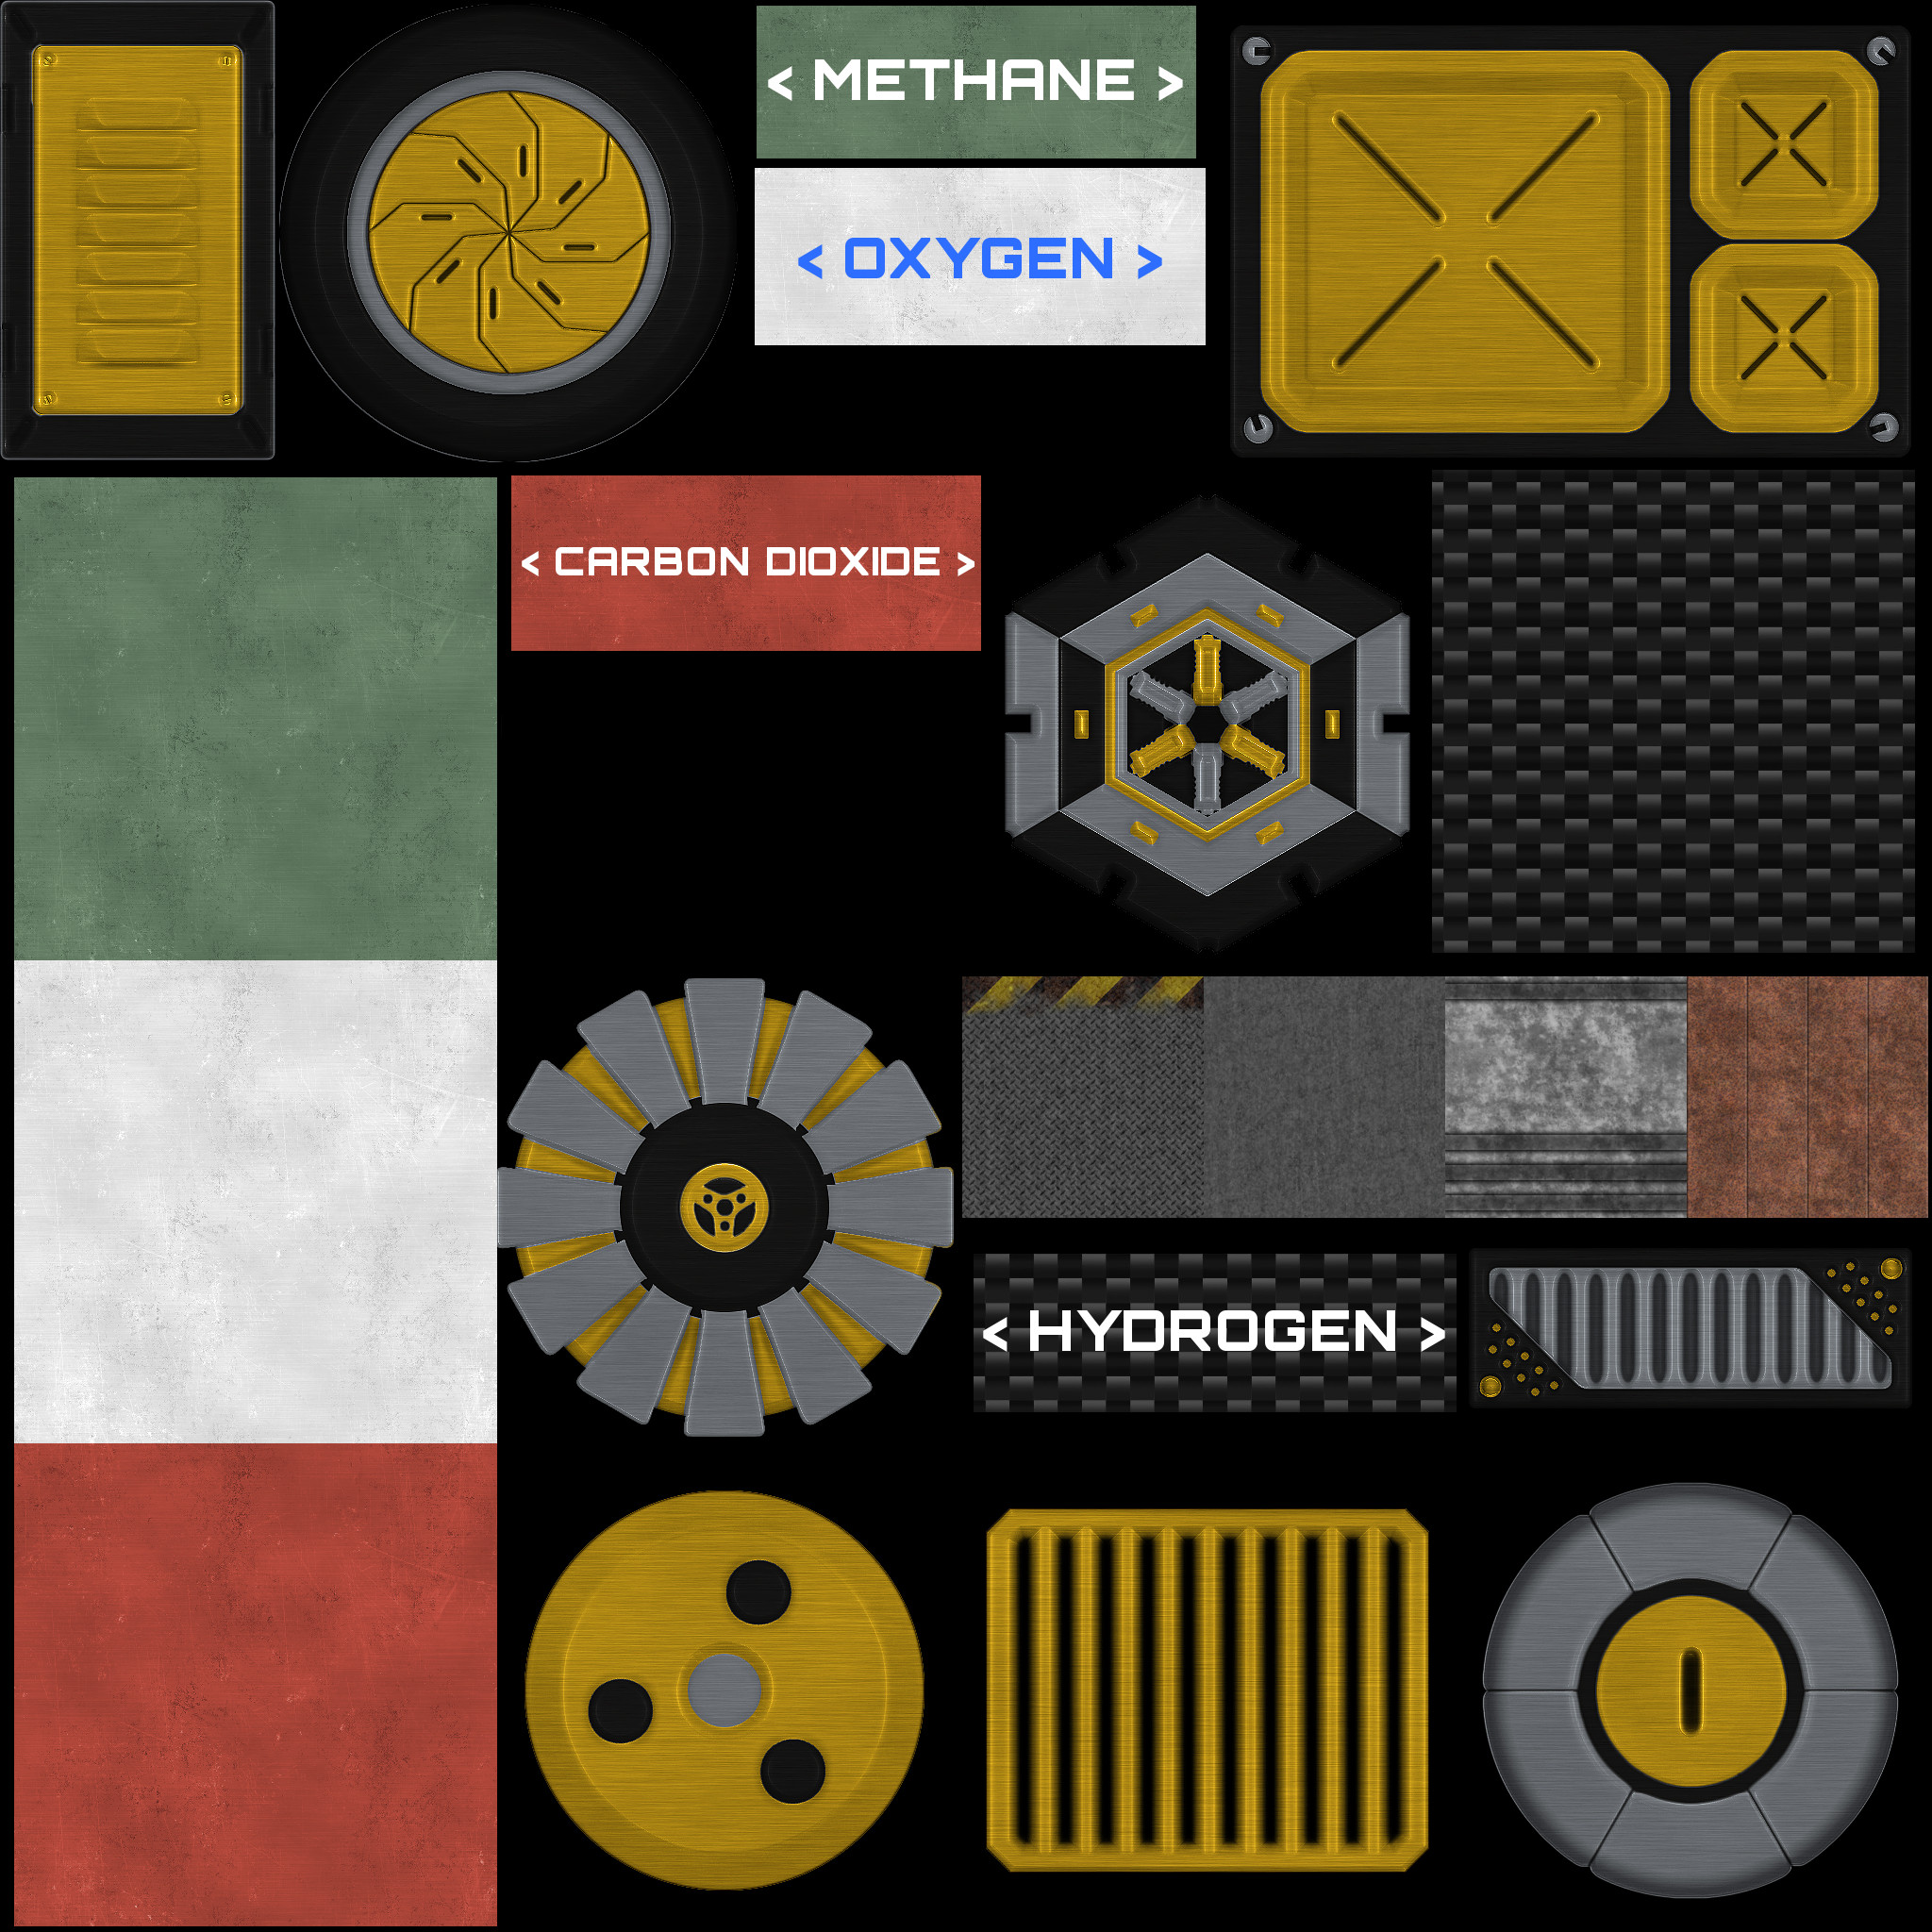 < METHANE >
< OXYGEN >
< CARBON DIOXIDE >
< HYDROGEN >